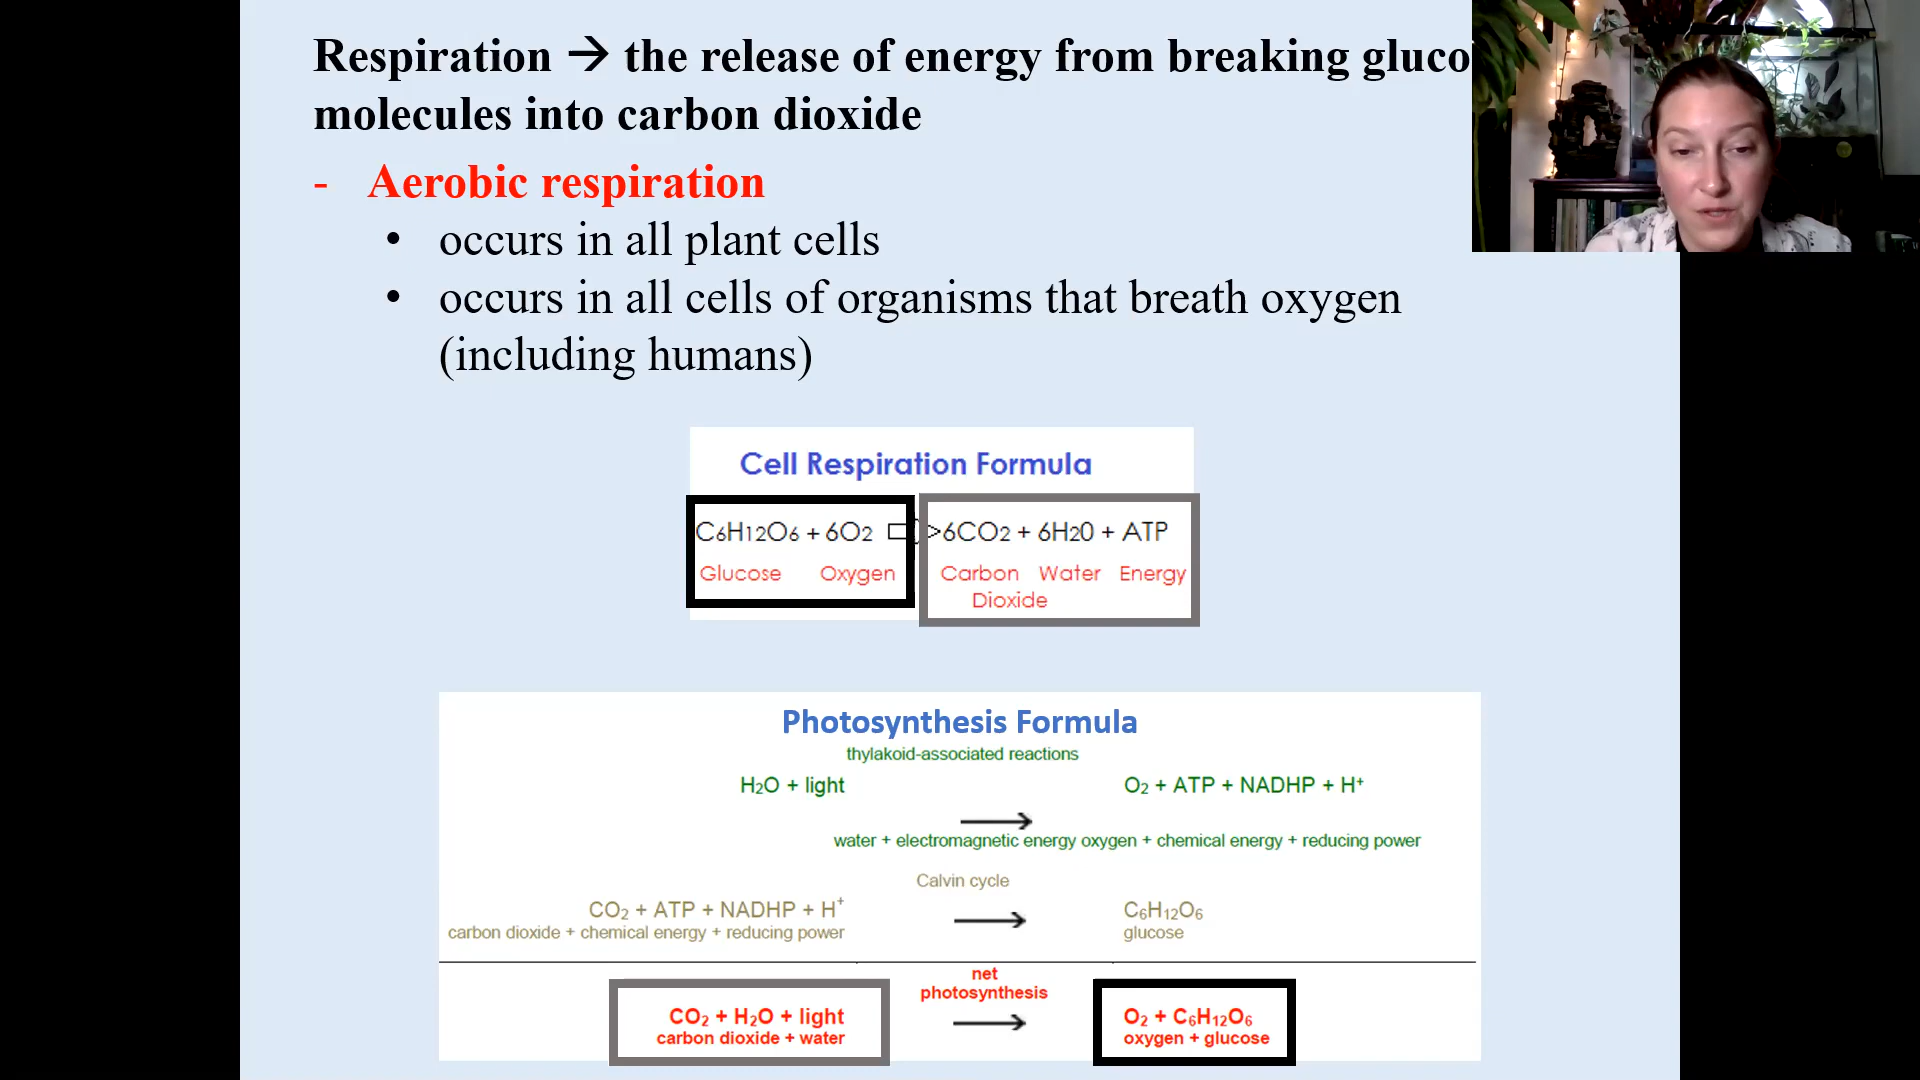 Respiration → the release of energy from breaking gluco
molecules into carbon dioxide
- Aerobic respiration
• occurs in all plant cells
• occurs in all cells of organisms that breath oxygen
(including humans)
Cell Respiration Formula
C6H12O6 + 6O2 > 6CO2 + 6H20 + ATP
Glucose Oxygen Carbon Water Energy
Dioxide
Photosynthesis Formula
thylakoid-associated reactions
H₂O + light O₂ + ATP + NADHP + H⁺
water + electromagnetic energy oxygen + chemical energy + reducing power
Calvin cycle
CO₂ + ATP + NADHP + H⁺ C₆H₁₂O₆
carbon dioxide + chemical energy + reducing power glucose
net
photosynthesis
CO₂ + H₂O + light O₂ + C₆H₁₂O₆
carbon dioxide + water oxygen + glucose